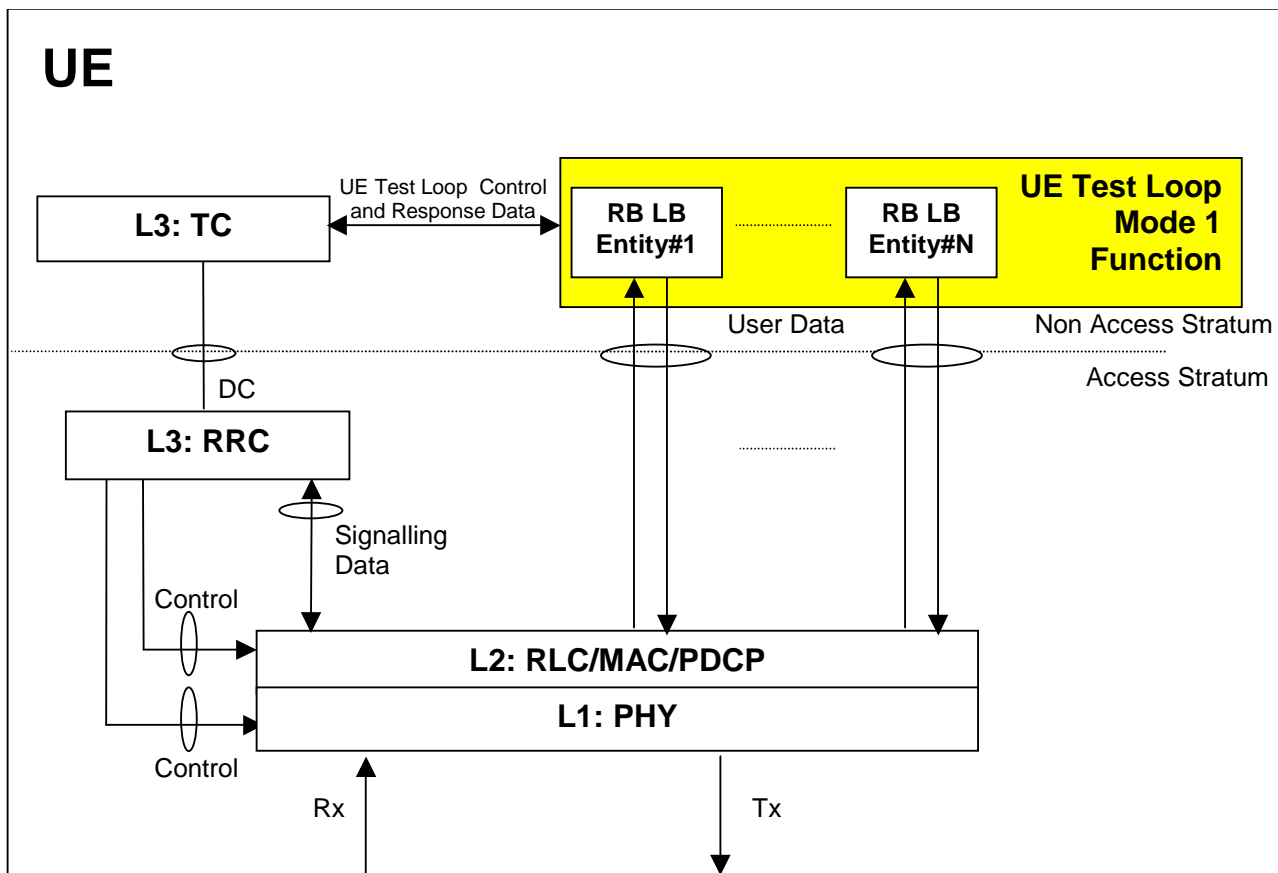 UE
UE Test Loop Control
and Response Data
L3: TC
RB LB
Entity#1
RB LB
Entity#N
UE Test Loop
Mode 1
Function
User Data
Non Access Stratum
Access Stratum
DC
L3: RRC
Signalling
Data
Control
L2: RLC/MAC/PDCP
L1: PHY
Control
Rx
Tx